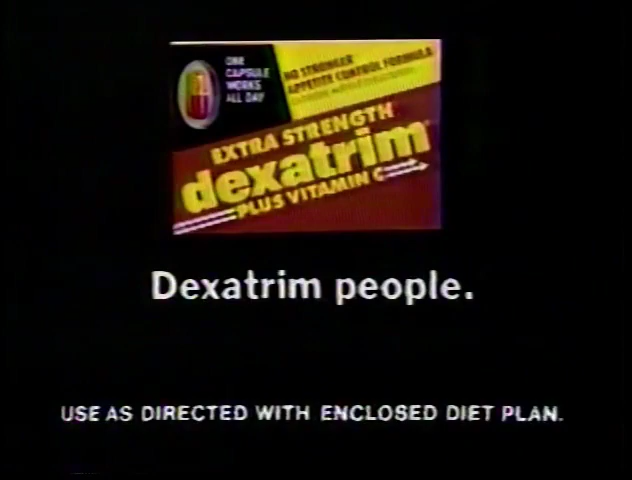 ONE
CAPSULE
WORKS
ALL DAY
NO STRONGER
APPETITE CONTROL FORMULA
EXTRA STRENGTH
dexatrim
PLUS VITAMIN C
Dexatrim people.
USE AS DIRECTED WITH ENCLOSED DIET PLAN.